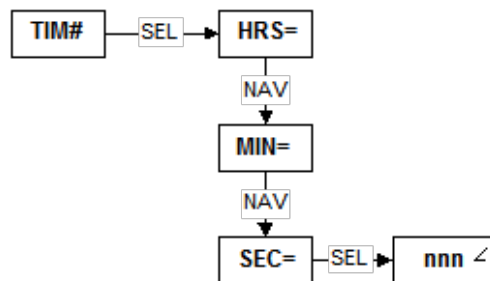 TIM# SEL HRS=
NAV
MIN=
NAV
SEC= SEL nnn